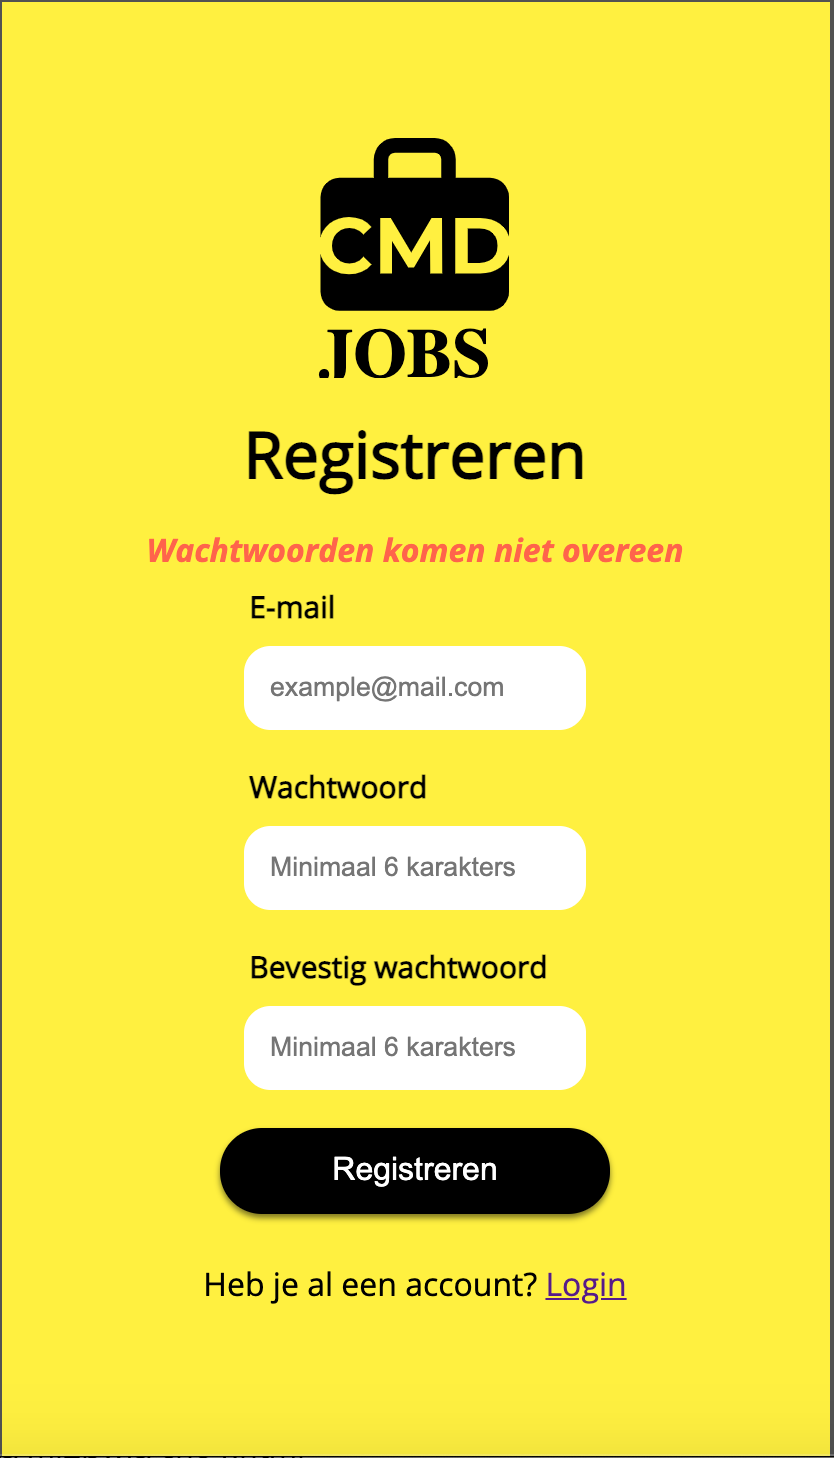 CMD
JOBS
Registreren
Wachtwoorden komen niet overeen
E-mail
example@mail.com
Wachtwoord
Minimaal 6 karakters
Bevestig wachtwoord
Minimaal 6 karakters
Registreren
Heb je al een account? Login